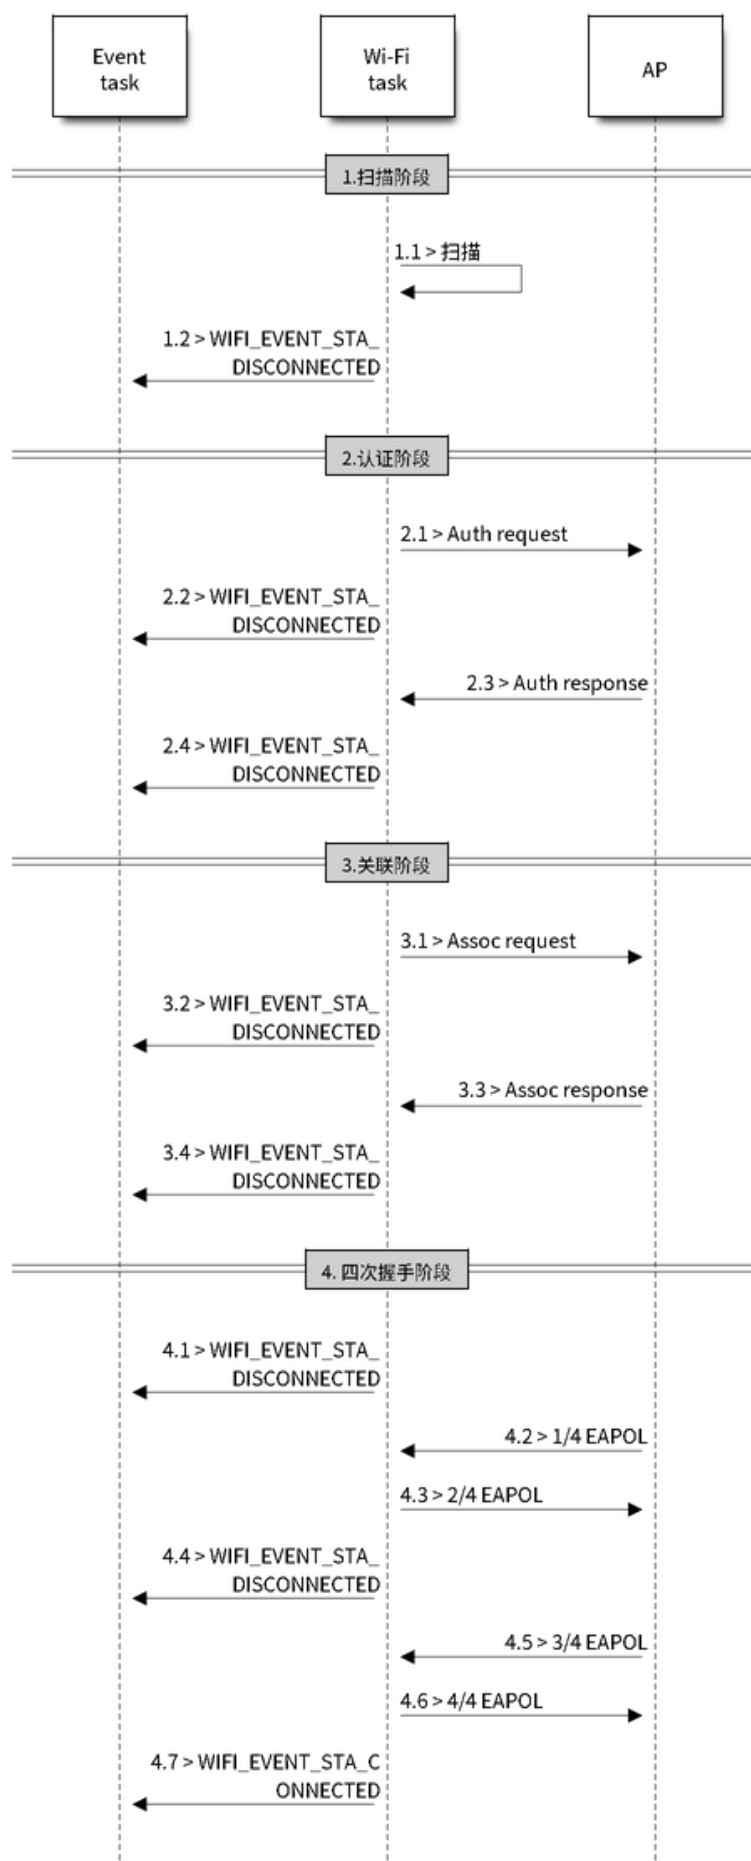 Event
task
Wi-Fi
task
AP
1.扫描阶段
1.1 > 扫描
1.2 > WIFI_EVENT_STA_
DISCONNECTED
2.认证阶段
2.1 > Auth request
2.2 > WIFI_EVENT_STA_
DISCONNECTED
2.3 > Auth response
2.4 > WIFI_EVENT_STA_
DISCONNECTED
3.关联阶段
3.1 > Assoc request
3.2 > WIFI_EVENT_STA_
DISCONNECTED
3.3 > Assoc response
3.4 > WIFI_EVENT_STA_
DISCONNECTED
4. 四次握手阶段
4.1 > WIFI_EVENT_STA_
DISCONNECTED
4.2 > 1/4 EAPOL
4.3 > 2/4 EAPOL
4.4 > WIFI_EVENT_STA_
DISCONNECTED
4.5 > 3/4 EAPOL
4.6 > 4/4 EAPOL
4.7 > WIFI_EVENT_STA_C
ONNECTED